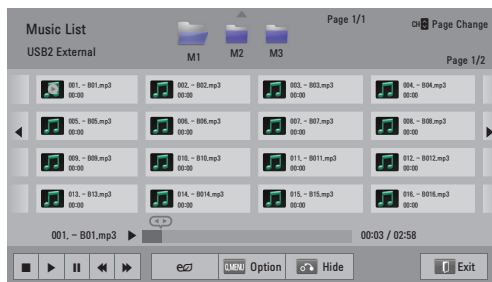 Music List
Page 1/1
CH Page Change
USB2 External
M1
M2
M3
Page 1/2
001. - B01.mp3
00:00
002. - B02.mp3
00:00
003. - B03.mp3
00:00
004. - B04.mp3
00:00
005. - B05.mp3
00:00
006. - B06.mp3
00:00
007. - B07.mp3
00:00
008. - B08.mp3
00:00
009. - B09.mp3
00:00
010. - B10.mp3
00:00
011. - B011.mp3
00:00
012. - B012.mp3
00:00
013. - B13.mp3
00:00
014. - B014.mp3
00:00
015. - B15.mp3
00:00
016. - B016.mp3
00:00
001. - B01.mp3
00:03 / 02:58
Q.MENU Option
Hide
Exit